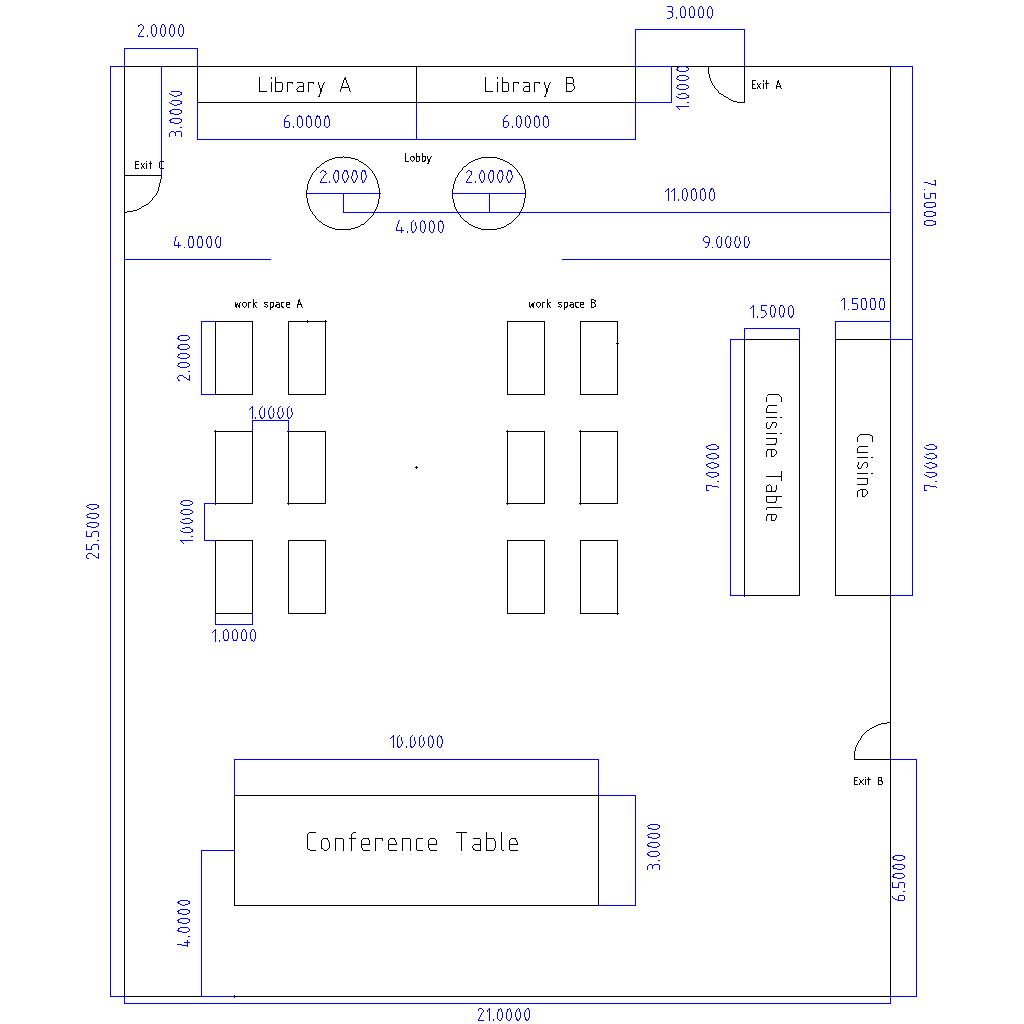 3.0000
2.0000
Library A
Library B
1.0000
Exit A
3.0000
6.0000
6.0000
Lobby
Exit C
2.0000
2.0000
11.0000
7.5000
4.0000
4.0000
9.0000
work space A
work space B
1.5000
1.5000
2.0000
1.0000
Cuisine Table
Cuisine
7.0000
7.0000
1.0000
25.5000
1.0000
10.0000
Exit B
Conference Table
3.0000
6.5000
4.0000
21.0000